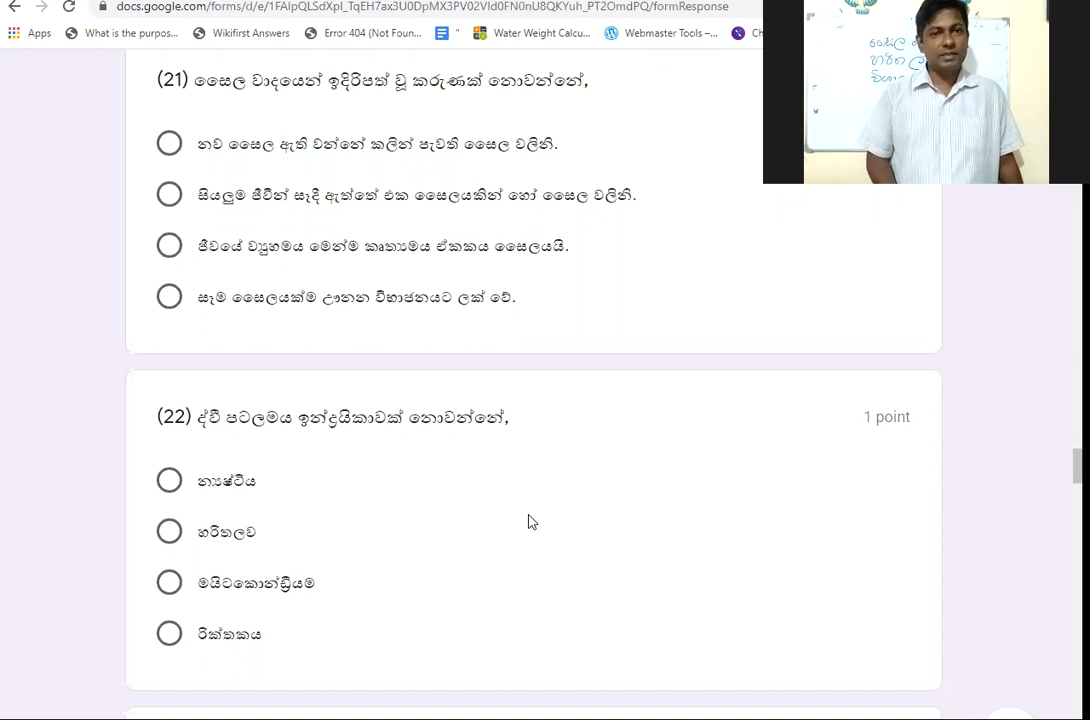 docs.google.com/forms/d/e/1FAIpQLSdXpI_TqEH7ax3U0DpMX3PV02VId0FN0nU8QKYuh_PT2OmdPQ/formResponse
Apps What is the purpos... Wikifirst Answers Error 404 (Not Foun... " Water Weight Calcu... Webmaster Tools –... Ch
සෛල
හරිත ල
(21) සෛල වාදයෙන් ඉදිරිපත් වූ කරුණක් නොවන්නේ,
නව සෛල ඇති වන්නේ කලින් පැවති සෛල වලිනි.
සියලුම ජීවීන් සෑදී ඇත්තේ එක සෛලයකින් හෝ සෛල වලිනි.
ජීවයේ ව්‍යුහමය මෙන්ම කෘත්‍යමය ඒකකය සෛලයයි.
සෑම සෛලයක්ම ඌනන විභාජනයට ලක් වේ.
(22) ද්වි පටලමය ඉන්ද්‍රයිකාවක් නොවන්නේ,
1 point
න්‍යෂ්ටිය
හරිතලව
මයිටකොන්ඩ්‍රියම
රික්තකය